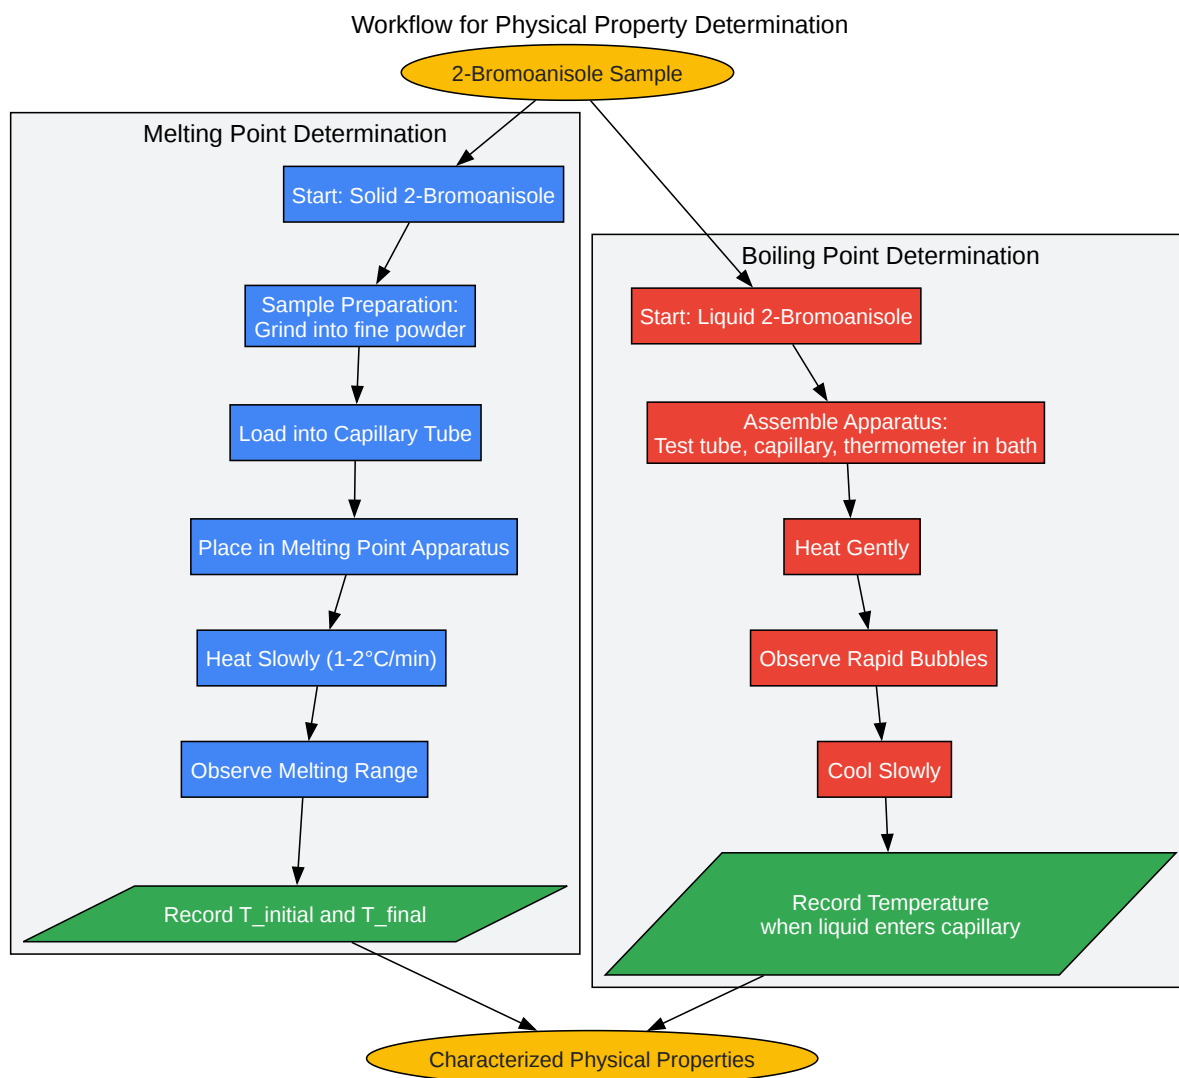 Workflow for Physical Property Determination
2-Bromoanisole Sample
Melting Point Determination
Start: Solid 2-Bromoanisole
Sample Preparation:
Grind into fine powder
Load into Capillary Tube
Place in Melting Point Apparatus
Heat Slowly (1-2°C/min)
Observe Melting Range
Record T_initial and T_final
Boiling Point Determination
Start: Liquid 2-Bromoanisole
Assemble Apparatus:
Test tube, capillary, thermometer in bath
Heat Gently
Observe Rapid Bubbles
Cool Slowly
Record Temperature
when liquid enters capillary
Characterized Physical Properties